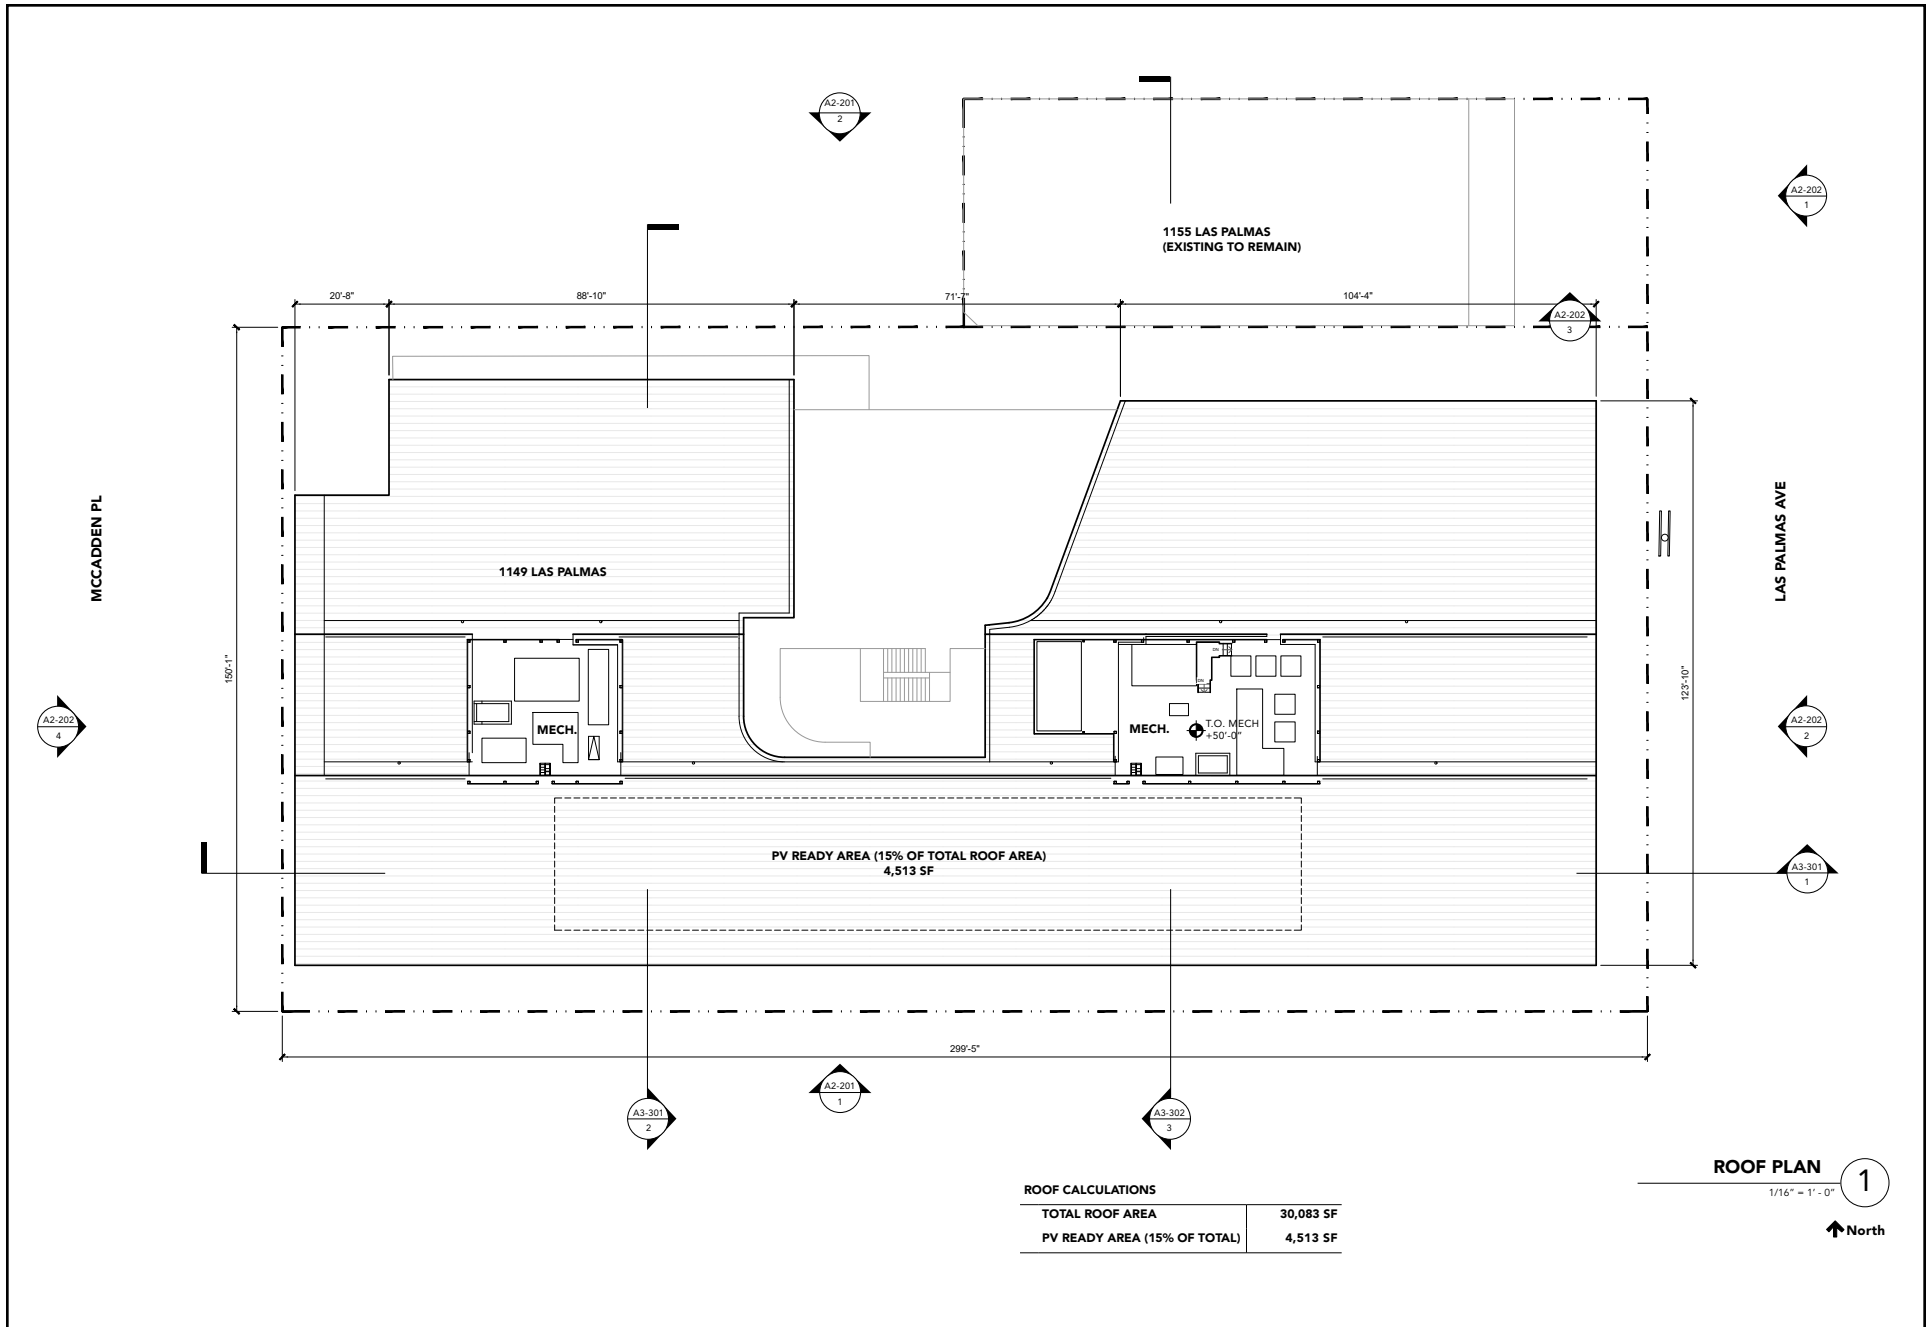 A2-201
2
A2-202
1
1155 LAS PALMAS
(EXISTING TO REMAIN)
20'-8"
88'-10"
71'-7"
104'-4"
A2-202
3
MCCADDEN PL
LAS PALMAS AVE
1149 LAS PALMAS
150'-1"
123'-10"
DN
DN
A2-202
4
MECH.
MECH.
T.O. MECH
+50'-0"
A2-202
2
PV READY AREA (15% OF TOTAL ROOF AREA)
4,513 SF
A3-301
1
299'-5"
A2-201
1
A3-301
2
A3-302
3
ROOF PLAN
1
1/16" = 1' - 0"
North
ROOF CALCULATIONS
TOTAL ROOF AREA 30,083 SF
PV READY AREA (15% OF TOTAL) 4,513 SF